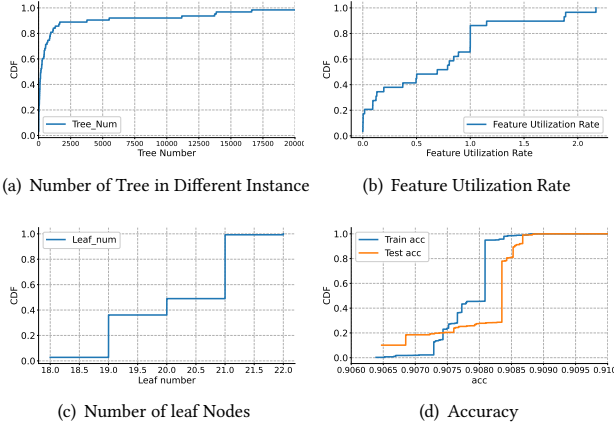 1.0
0.8
0.6
0.4
0.2
0.0
CDF
Tree_Num
0 2500 5000 7500 10000 12500 15000 17500 20000
Tree Number
(a) Number of Tree in Different Instance
1.0
0.8
0.6
0.4
0.2
0.0
CDF
Feature Utilization Rate
0.0 0.5 1.0 1.5 2.0
Feature Utilization Rate
(b) Feature Utilization Rate
1.0
0.8
0.6
0.4
0.2
0.0
CDF
Leaf_num
18.0 18.5 19.0 19.5 20.0 20.5 21.0 21.5 22.0
Leaf number
(c) Number of leaf Nodes
1.0
0.8
0.6
0.4
0.2
0.0
CDF
Train acc
Test acc
0.9060 0.9065 0.9070 0.9075 0.9080 0.9085 0.9090 0.9095 0.910
acc
(d) Accuracy